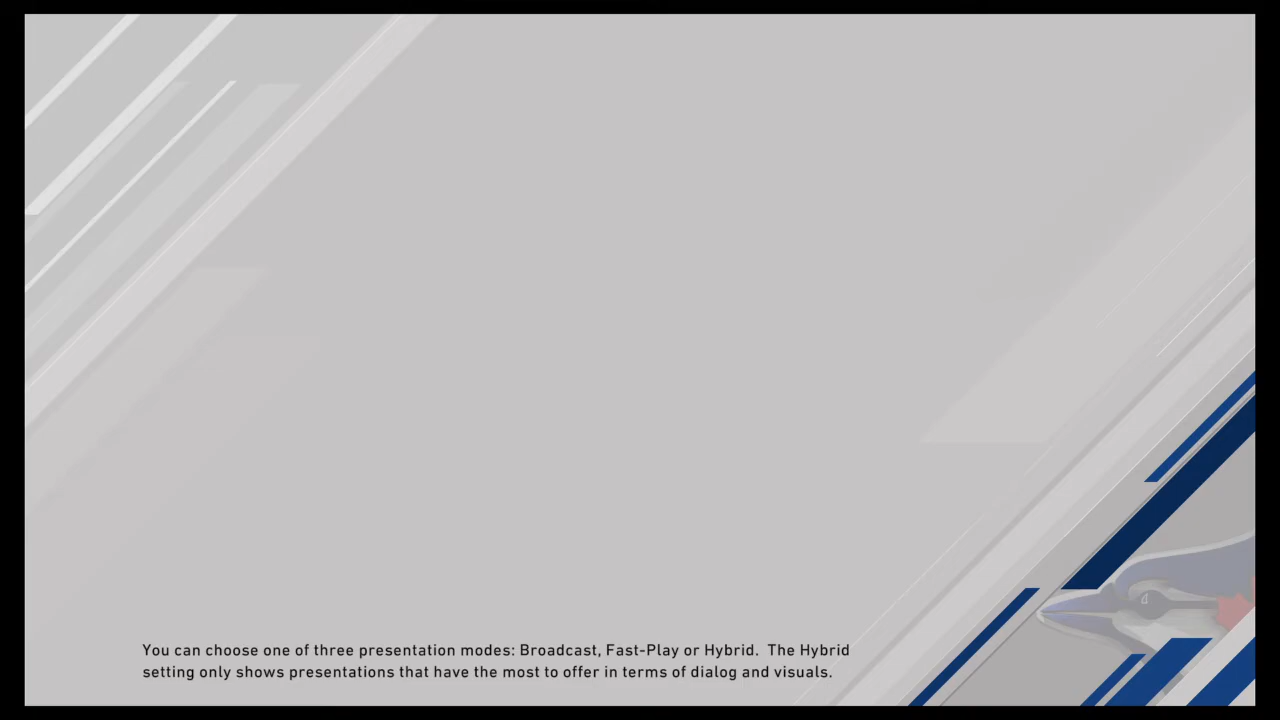 You can choose one of three presentation modes: Broadcast, Fast-Play or Hybrid.  The Hybrid
setting only shows presentations that have the most to offer in terms of dialog and visuals.